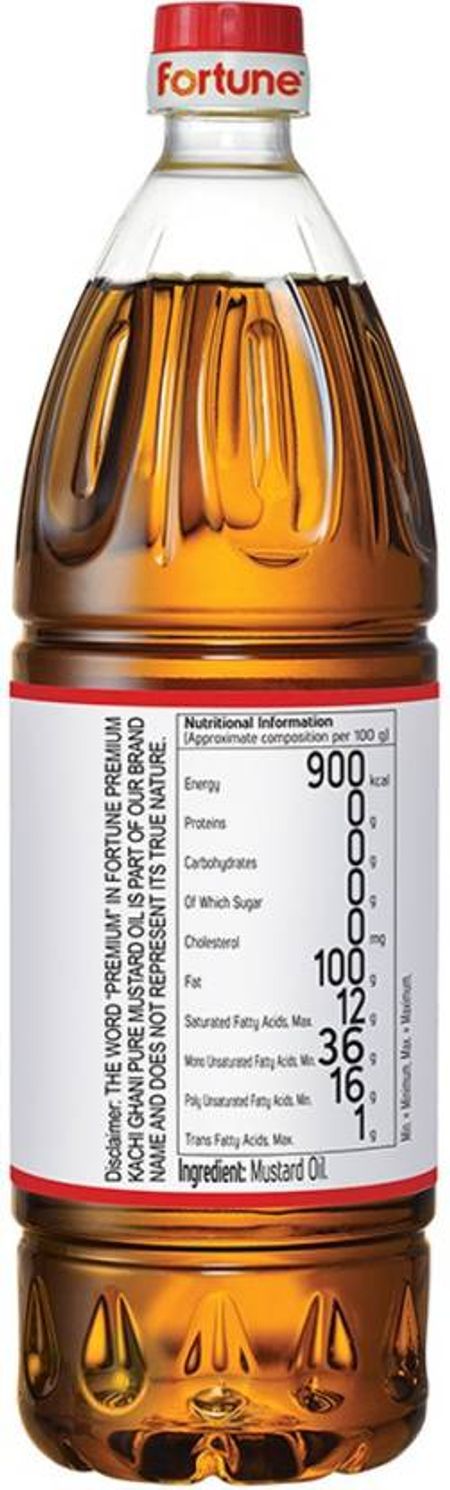 fortune
Disclaimer: THE WORD "PREMIUM" IN FORTUNE PREMIUM
KACHI GHANI PURE MUSTARD OIL IS PART OF OUR BRAND
NAME AND DOES NOT REPRESENT ITS TRUE NATURE.
Nutritional Information
(Approximate composition per 100 g)
Energy 900 kcal
Proteins 0 g
Carbohydrates 0 g
Of Which Sugar 0 g
Cholesterol 0 mg
Fat 100 g
Saturated Fatty Acids, Max. 12 g
Mono Unsaturated Fatty Acids, Min. 36 g
Poly Unsaturated Fatty Acids, Min. 16 g
Trans Fatty Acids, Max. 1 g
Min. = Minimum, Max. = Maximum.
Ingredient: Mustard Oil.